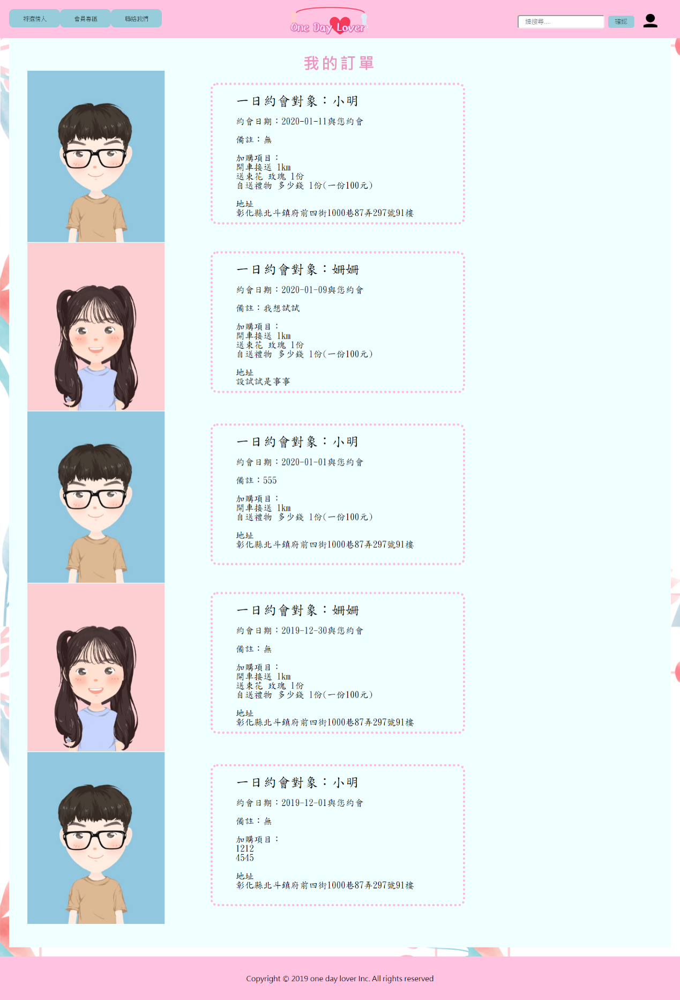 特選情人
會員專區
聯絡我們
One Day Lover
請搜尋....
確認
我的訂單
一日約會對象：小明
約會日期：2020-01-11與您約會
備註：無
加購項目：
開車接送 1km
送束花 玫瑰 1份
自送禮物 多少錢 1份(一份100元)
地址
彰化縣北斗鎮府前四街1000巷87弄297號91樓
一日約會對象：姍姍
約會日期：2020-01-09與您約會
備註：我想試試
加購項目：
開車接送 1km
送束花 玫瑰 1份
自送禮物 多少錢 1份(一份100元)
地址
設試試是事事
一日約會對象：小明
約會日期：2020-01-01與您約會
備註：555
加購項目：
開車接送 1km
自送禮物 多少錢 1份(一份100元)
地址
彰化縣北斗鎮府前四街1000巷87弄297號91樓
一日約會對象：姍姍
約會日期：2019-12-30與您約會
備註：無
加購項目：
開車接送 1km
送束花 玫瑰 1份
自送禮物 多少錢 1份(一份100元)
地址
彰化縣北斗鎮府前四街1000巷87弄297號91樓
一日約會對象：小明
約會日期：2019-12-01與您約會
備註：無
加購項目：
1212
4545
地址
彰化縣北斗鎮府前四街1000巷87弄297號91樓
Copyright © 2019 one day lover Inc. All rights reserved